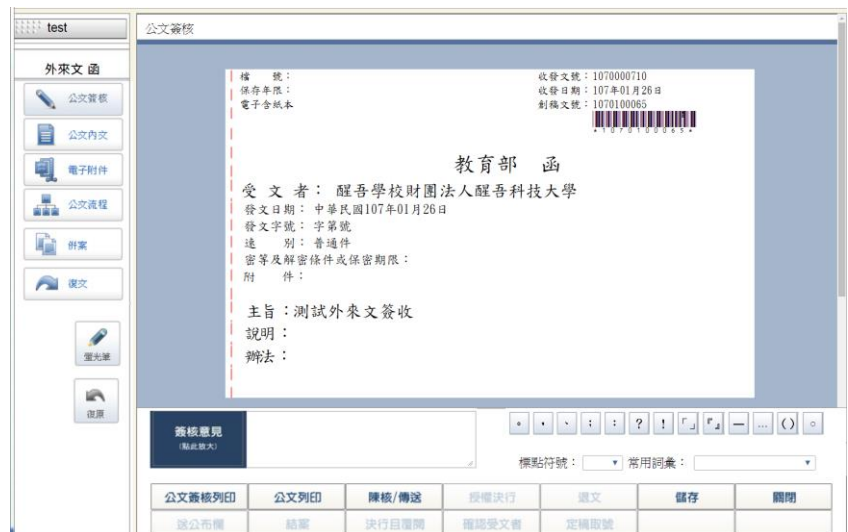 test
外來文 函
公文簽核
公文內文
電子附件
公文流程
併案
復文
螢光筆
復原
公文簽核
檔　　號：
保存年限：
電子含紙本
收發文號：1070000710
收發日期：107年01月26日
創稿文號：1070100065
*1070100065*
教育部　函
受 文 者： 醒吾學校財團法人醒吾科技大學
發文日期： 中華民國107年01月26日
發文字號： 字第號
速　　別： 普通件
密等及解密條件或保密期限：
附　　件：
主旨：測試外來文簽收
說明：
辦法：
簽核意見
(點此放大)
。 ， 、 ； ： ？ ！ 「」 『』 — … () ○
標點符號： 常用詞彙：
公文簽核列印 公文列印 陳核/傳送 授權決行 退文 儲存 關閉
送公布欄 結案 決行自覆閱 確認受文者 定稿取號